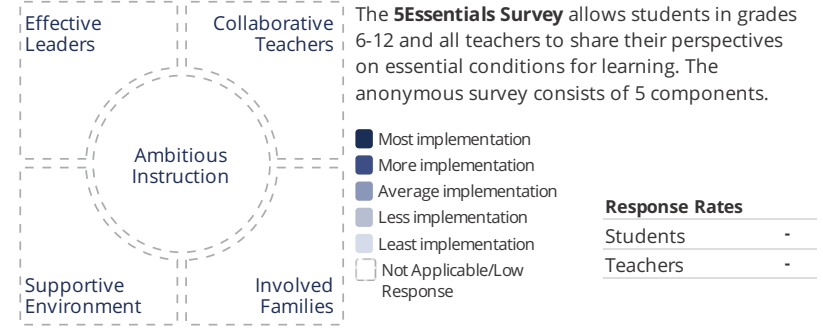 Effective
Leaders
Collaborative
Teachers
Ambitious
Instruction
Supportive
Environment
Involved
Families
The 5Essentials Survey allows students in grades
6-12 and all teachers to share their perspectives
on essential conditions for learning. The
anonymous survey consists of 5 components.
Most implementation
More implementation
Average implementation
Less implementation
Least implementation
Not Applicable/Low
Response
Response Rates
Students -
Teachers -